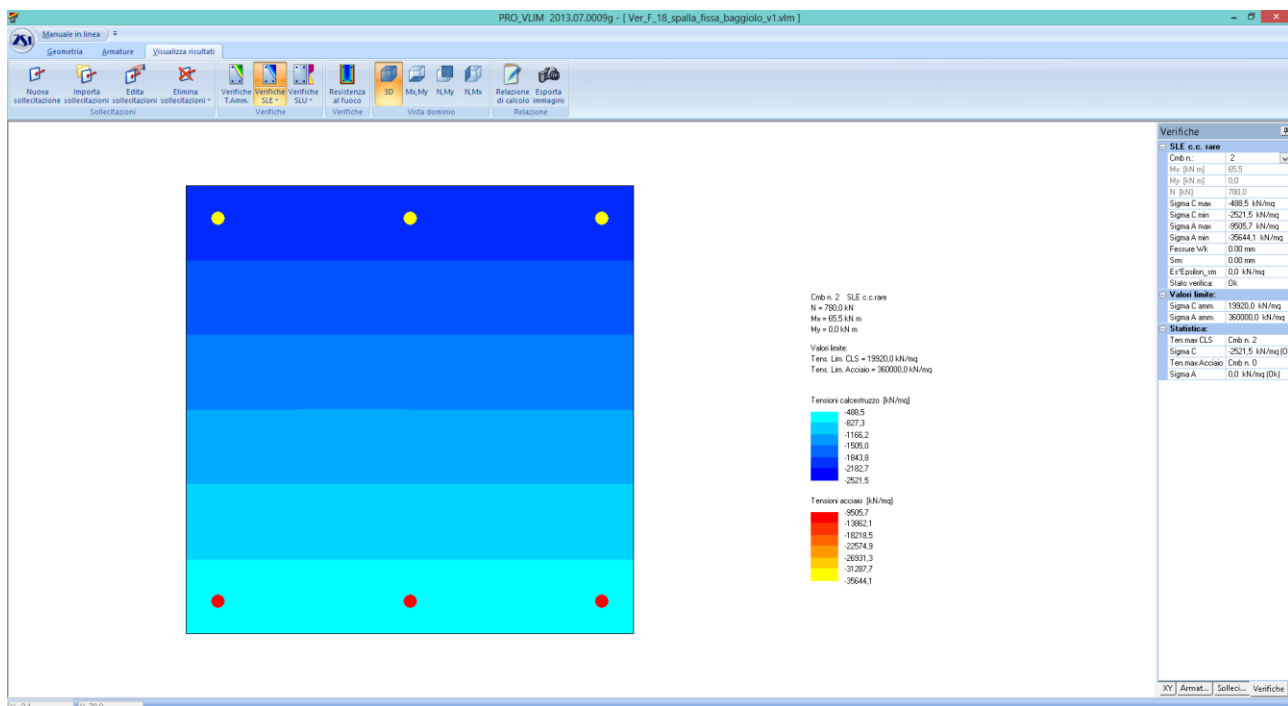 PRO_VLIM 2013.07.0009g - [ Ver_F_18_spalla_fissa_baggiolo_v1.vlm ]
2SI
Manuale in linea
Geometria Armature Visualizza risultati
Nuova sollecitazione
Importa sollecitazioni
Edita sollecitazioni
Elimina sollecitazioni
Verifiche T.Amm.
Verifiche SLE
Verifiche SLU
Resistenza al fuoco
3D
Mx,My
N,My
N,Mx
Relazione di calcolo
Esporta immagini
Sollecitazioni Verifiche Verifiche Vista dominio Relazione
Cmb n. 2 SLE c.c.rare
N = 780,0 kN
Mx = 65,5 kN m
My = 0,0 kN m
Valori limite:
Tens. Lim. CLS = 19920,0 kN/mq
Tens. Lim. Acciaio = 360000,0 kN/mq
Tensioni calcestruzzo [kN/mq]
-488,5
-827,3
-1166,2
-1505,0
-1843,8
-2182,7
-2521,5
Tensioni acciaio [kN/mq]
-9505,7
-13862,1
-18218,5
-22574,9
-26931,3
-31287,7
-35644,1
Verifiche
SLE c.c. rare
Cmb n.: 2
Mx [kN m] 65,5
My [kN m] 0,0
N [kN] 780,0
Sigma C max -488,5 kN/mq
Sigma C min -2521,5 kN/mq
Sigma A max -9505,7 kN/mq
Sigma A min -35644,1 kN/mq
Fessure Wk 0.00 mm
Srm 0.00 mm
Es*Epsilon_sm 0,0 kN/mq
Stato verifica: Ok
Valori limite:
Sigma C amm. 19920,0 kN/mq
Sigma A amm. 360000,0 kN/mq
Statistica:
Ten.max CLS Cmb n. 2
Sigma C -2521,5 kN/mq (O
Ten.max Acciaio Cmb n. 0
Sigma A 0,0 kN/mq (Ok)
XY Armat... Solleci... Verifiche